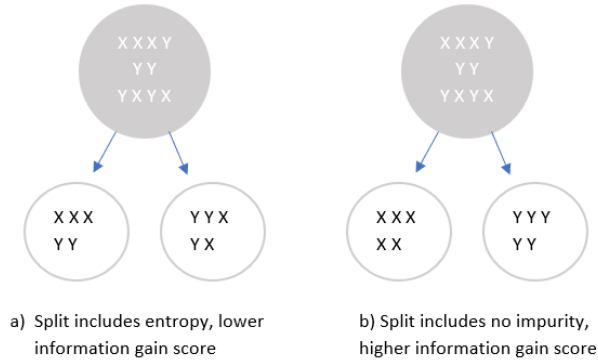 X X X Y
Y Y
Y X Y X
X X X
Y Y
Y Y X
Y X
a) Split includes entropy, lower
information gain score
X X X Y
Y Y
Y X Y X
X X X
X X
Y Y Y
Y Y
b) Split includes no impurity,
higher information gain score